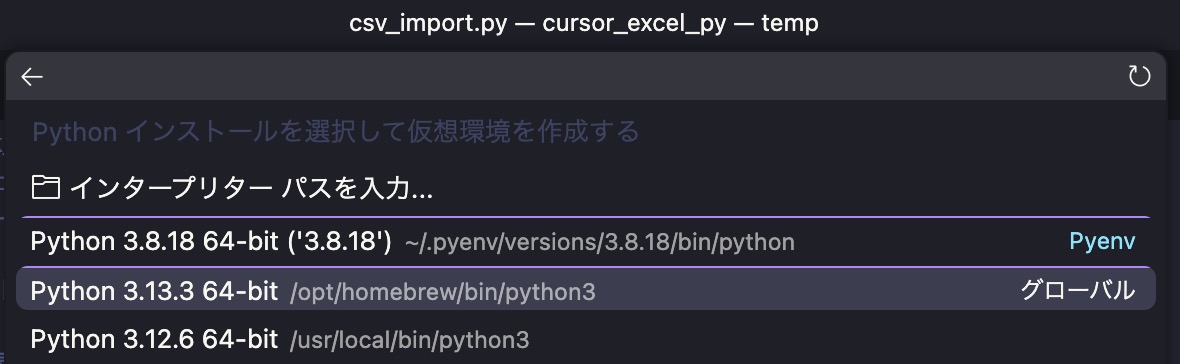 csv_import.py — cursor_excel_py — temp
Python インストールを選択して仮想環境を作成する
インタープリター パスを入力...
Python 3.8.18 64-bit ('3.8.18') ~/.pyenv/versions/3.8.18/bin/python Pyenv
Python 3.13.3 64-bit /opt/homebrew/bin/python3 グローバル
Python 3.12.6 64-bit /usr/local/bin/python3